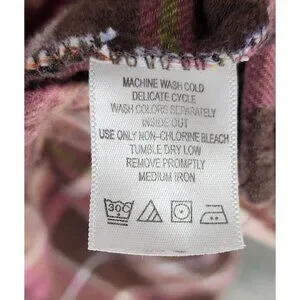 MACHINE WASH COLD
DELICATE CYCLE
WASH COLORS SEPARATELY
INSIDE OUT
USE ONLY NON-CHLORINE BLEACH
TUMBLE DRY LOW
REMOVE PROMPTLY
MEDIUM IRON
300